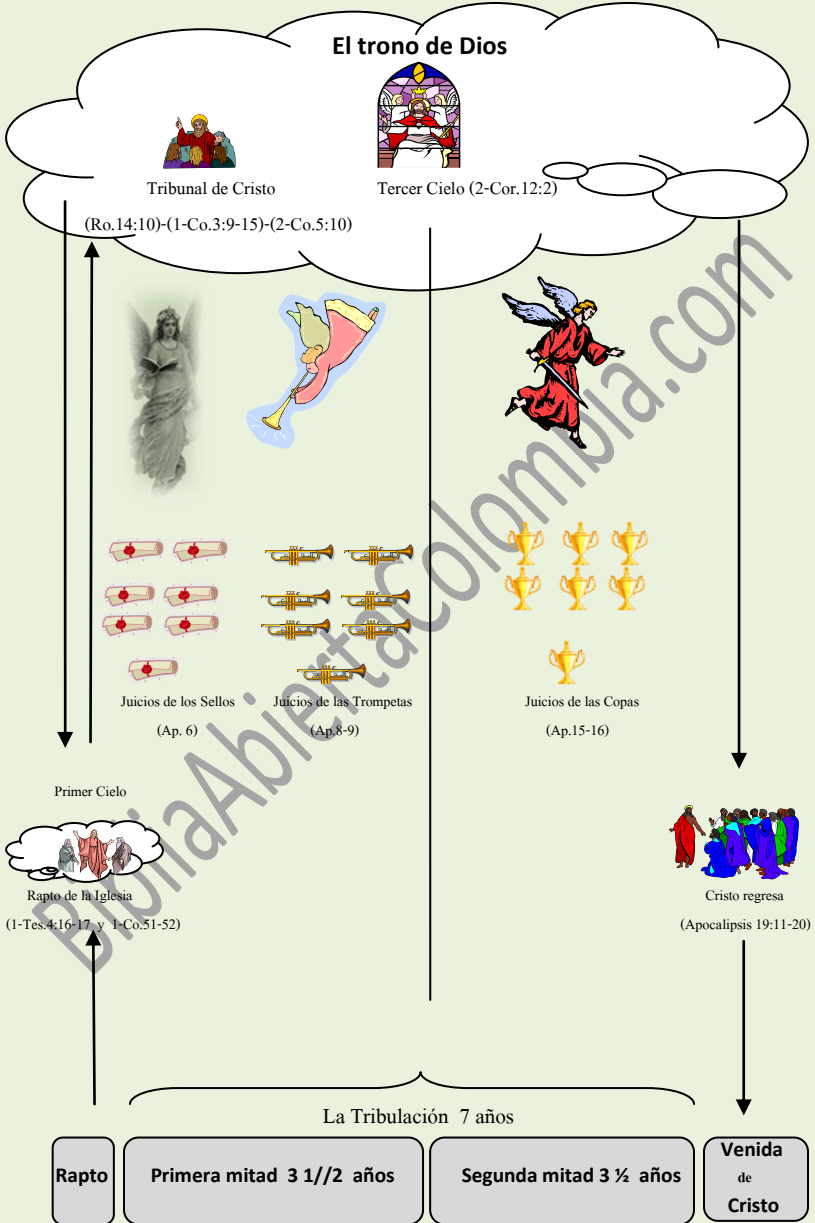 El trono de Dios
Tribunal de Cristo
Tercer Cielo (2-Cor.12:2)
(Ro.14:10)-(1-Co.3:9-15)-(2-Co.5:10)
Juicios de los Sellos
(Ap. 6)
Juicios de las Trompetas
(Ap.8-9)
Juicios de las Copas
(Ap.15-16)
Primer Cielo
Rapto de la Iglesia
(1-Tes.4:16-17 y 1-Co.51-52)
Cristo regresa
(Apocalipsis 19:11-20)
BibliaAbiertaColombia.com
La Tribulación 7 años
Rapto
Primera mitad 3 1//2 años
Segunda mitad 3 ½ años
Venida
de
Cristo